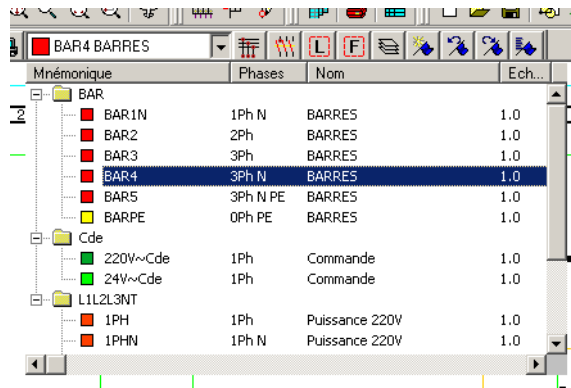 BAR4 BARRES
L F
Mnémonique Phases Nom Ech...
BAR
2
BAR1N 1Ph N BARRES 1.0
BAR2 2Ph BARRES 1.0
BAR3 3Ph BARRES 1.0
BAR4 3Ph N BARRES 1.0
BAR5 3Ph N PE BARRES 1.0
BARPE 0Ph PE BARRES 1.0
Cde
220V~Cde 1Ph Commande 1.0
24V~Cde 1Ph Commande 1.0
L1L2L3NT
1PH 1Ph Puissance 220V 1.0
1PHN 1Ph N Puissance 220V 1.0